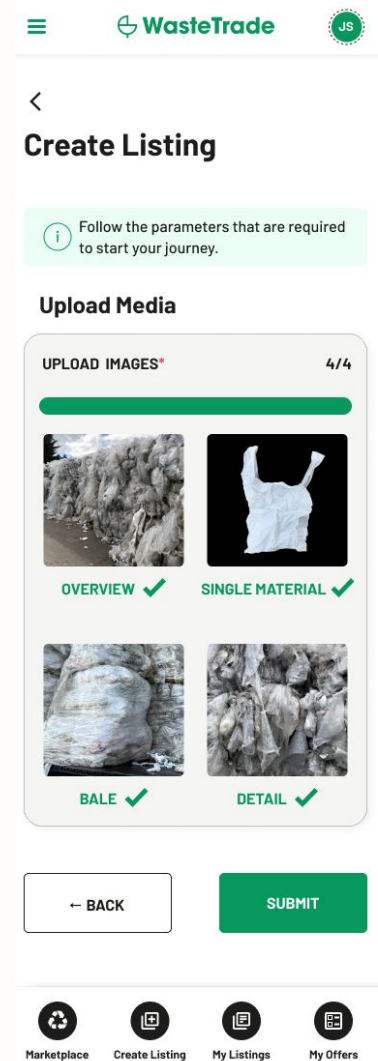 WasteTrade
JS
Create Listing
i
Follow the parameters that are required
to start your journey.
Upload Media
UPLOAD IMAGES*
4/4
OVERVIEW
SINGLE MATERIAL
BALE
DETAIL
← BACK
SUBMIT
Marketplace
Create Listing
My Listings
My Offers